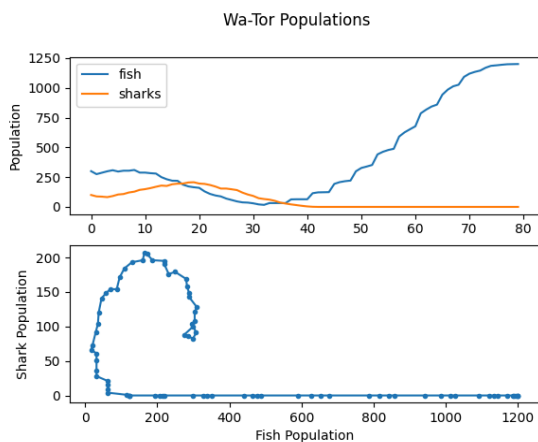 Wa-Tor Populations
1250
1000
750
500
250
0
Population
fish
sharks
0 10 20 30 40 50 60 70 80
200
150
100
50
0
Shark Population
0 200 400 600 800 1000 1200
Fish Population